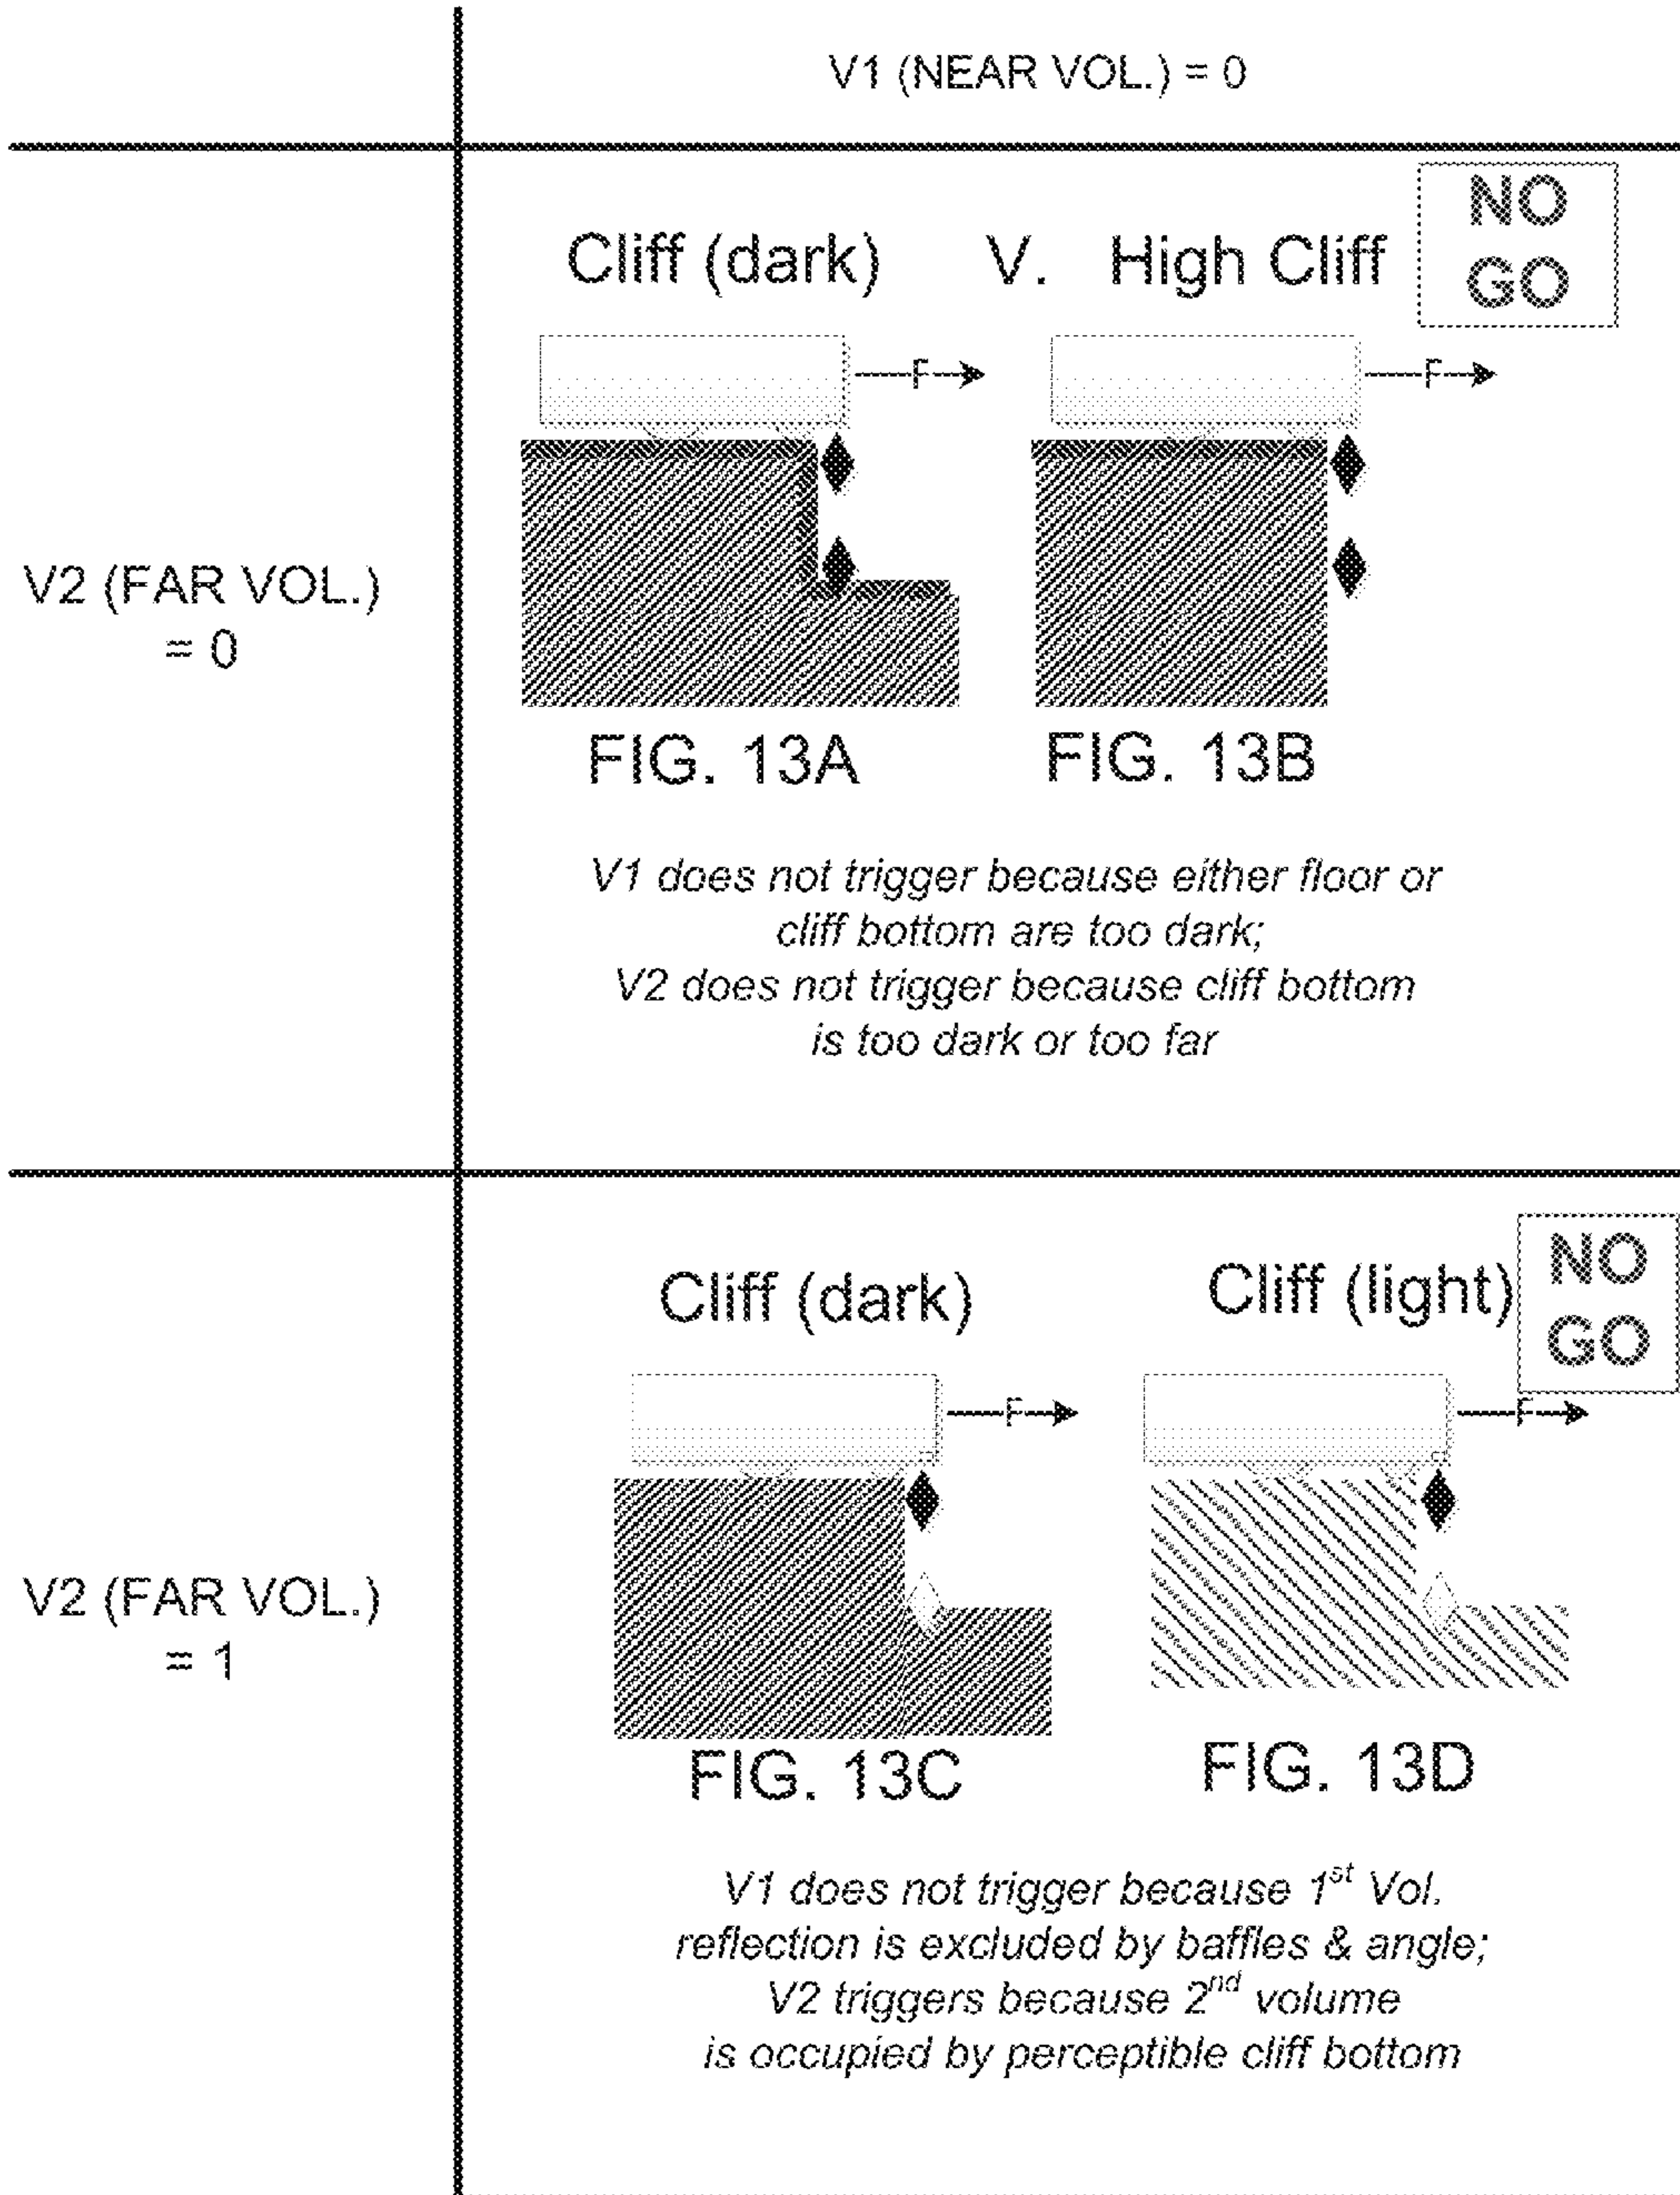 V1 (NEAR VOL.) = 0
V2 (FAR VOL.)
= 0
NO
GO
Cliff (dark) V. High Cliff
F F
FIG. 13A FIG. 13B
V1 does not trigger because either floor or
cliff bottom are too dark;
V2 does not trigger because cliff bottom
is too dark or too far
V2 (FAR VOL.)
= 1
NO
GO
Cliff (dark) Cliff (light)
F F
FIG. 13C FIG. 13D
V1 does not trigger because 1st Vol.
reflection is excluded by baffles & angle;
V2 triggers because 2nd volume
is occupied by perceptible cliff bottom